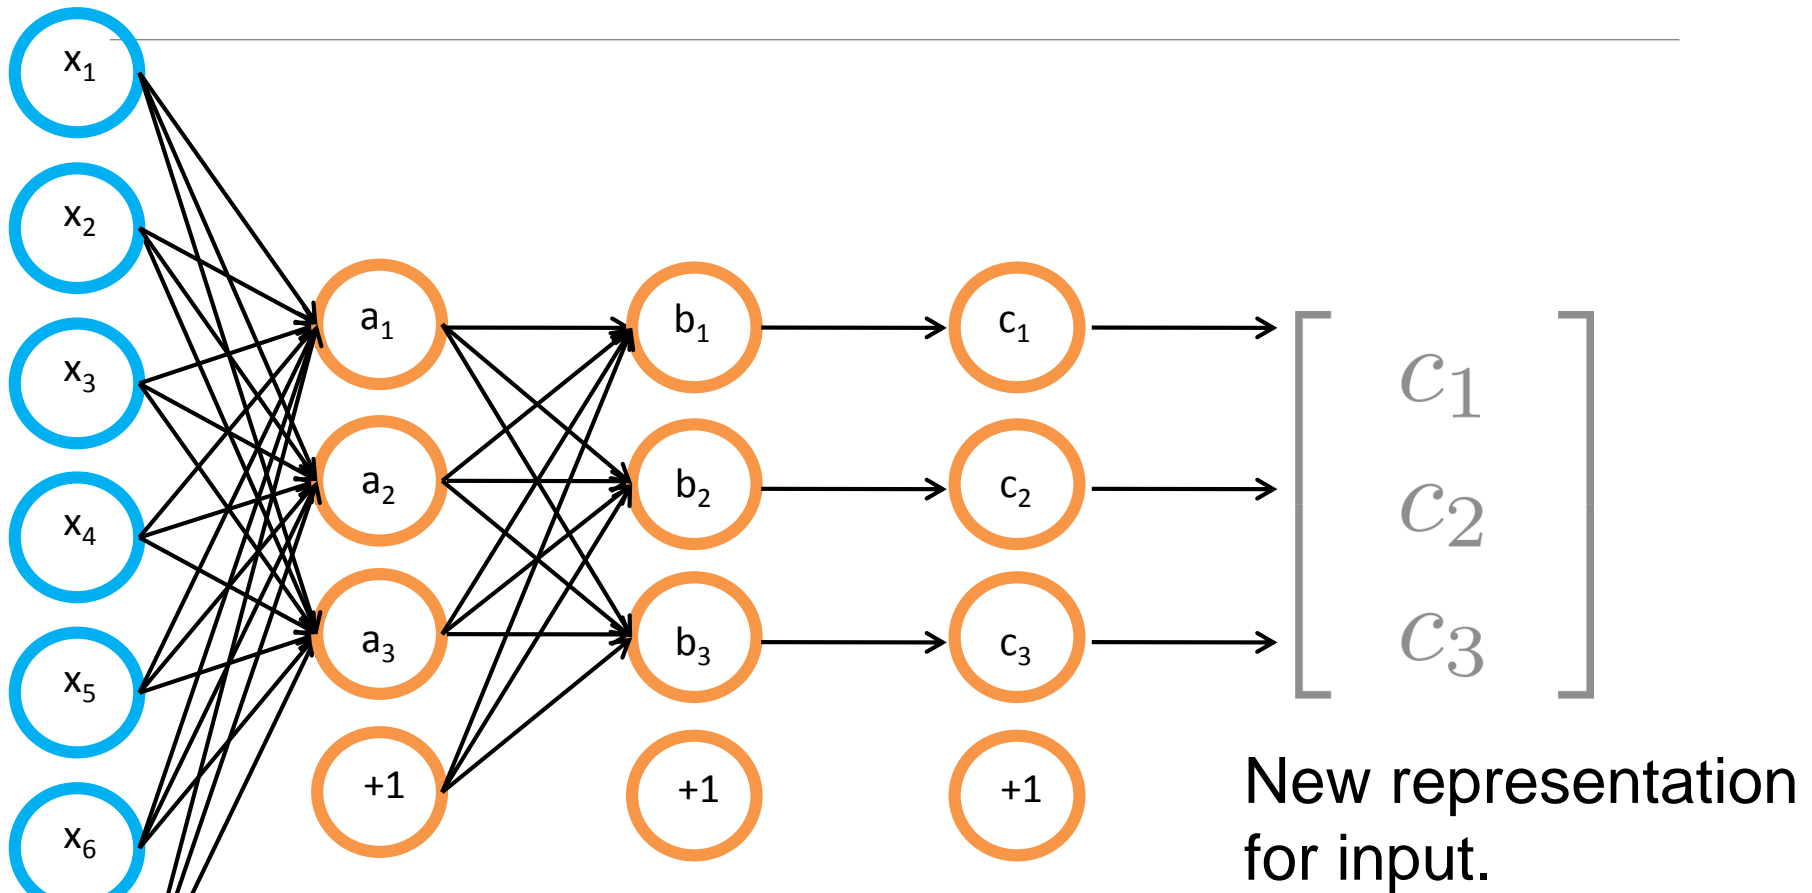 x₁
x₂
x₃
x₄
x₅
x₆
a₁
a₂
a₃
+1
b₁
b₂
b₃
+1
c₁
c₂
c₃
+1
c₁
c₂
c₃
New representation
for input.